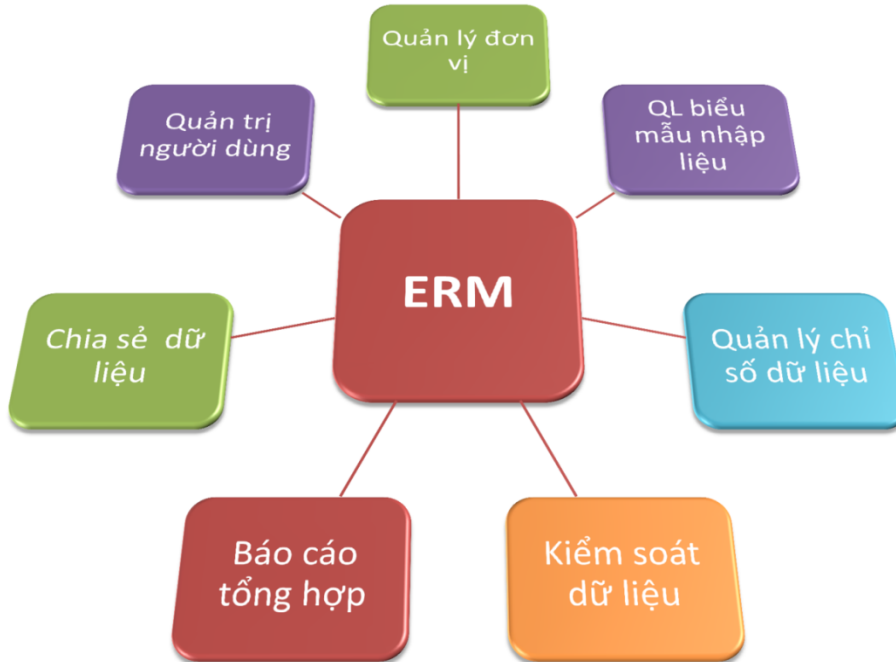 Quản lý đơn
vị
Quản trị
người dùng
QL biểu
mẫu nhập
liệu
ERM
Chia sẻ dữ
liệu
Quản lý chỉ
số dữ liệu
Báo cáo
tổng hợp
Kiểm soát
dữ liệu